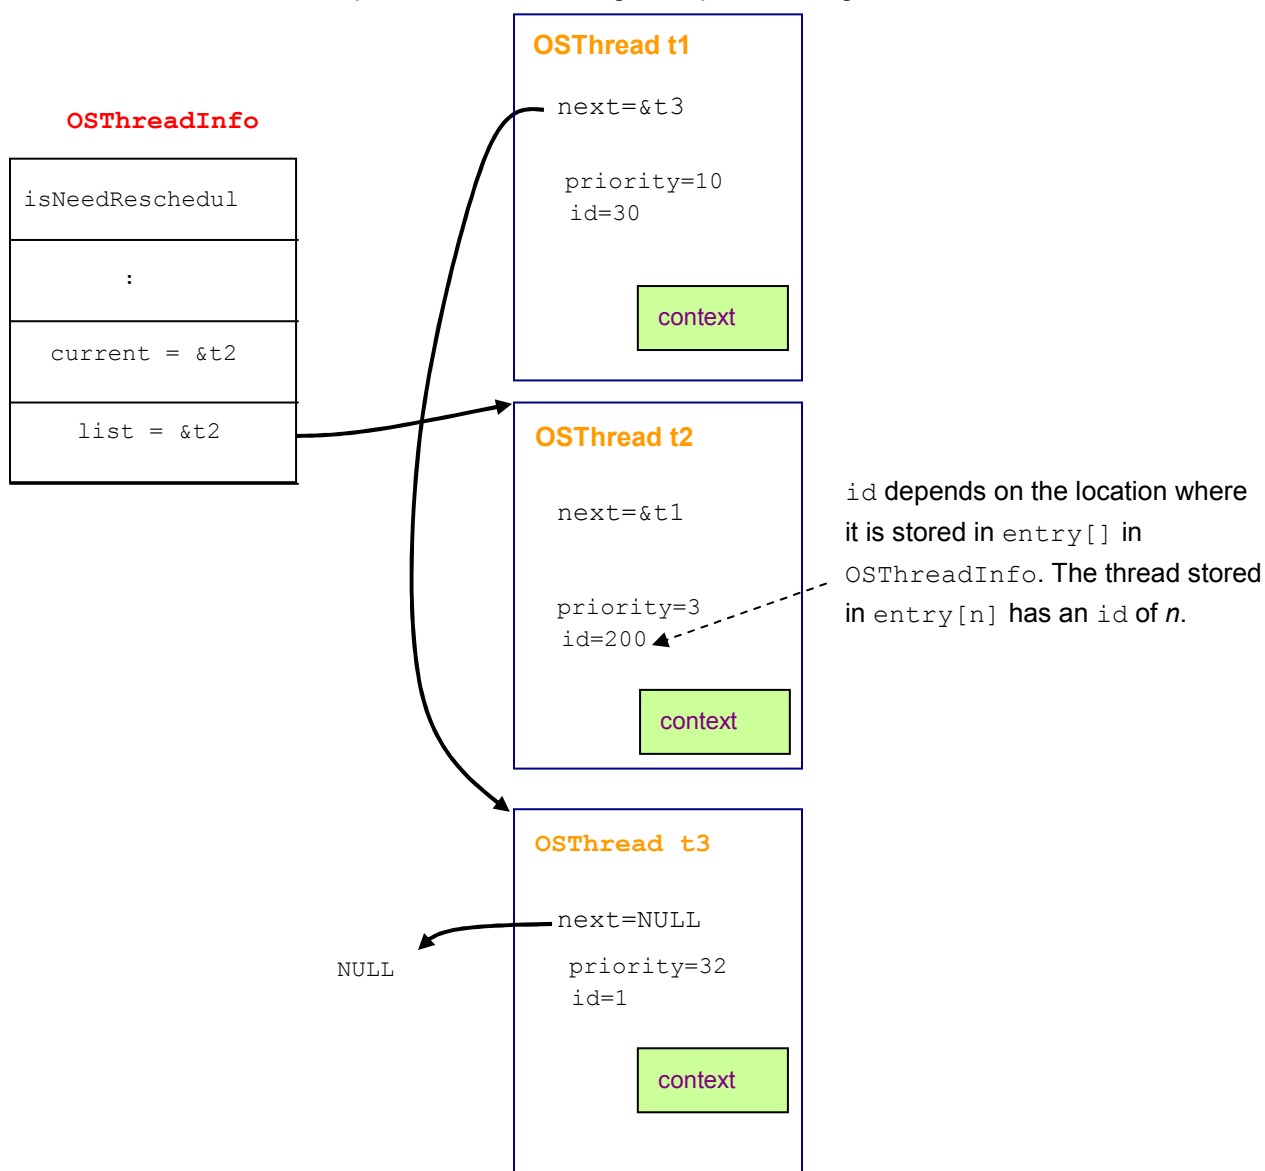 OSThreadInfo
isNeedReschedul
:
current = &t2
list = &t2
OSThread t1
next=&t3
priority=10
id=30
context
OSThread t2
next=&t1
priority=3
id=200
context
id depends on the location where
it is stored in entry[] in
OSThreadInfo. The thread stored
in entry[n] has an id of n.
OSThread t3
next=NULL
NULL
priority=32
id=1
context